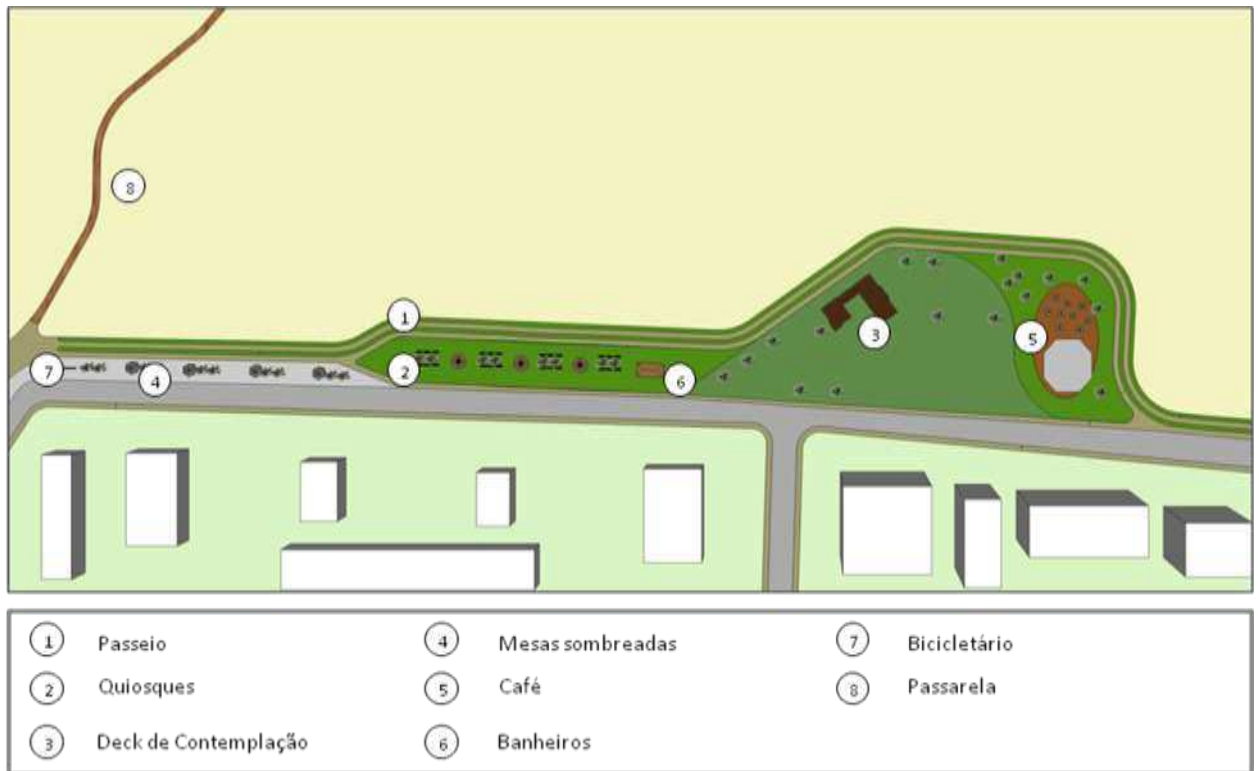 8
1
3
5
7
4
2
6
1 Passeio
4 Mesas sombreadas
7 Bicicletário
2 Quiosques
5 Café
8 Passarela
3 Deck de Contemplação
6 Banheiros